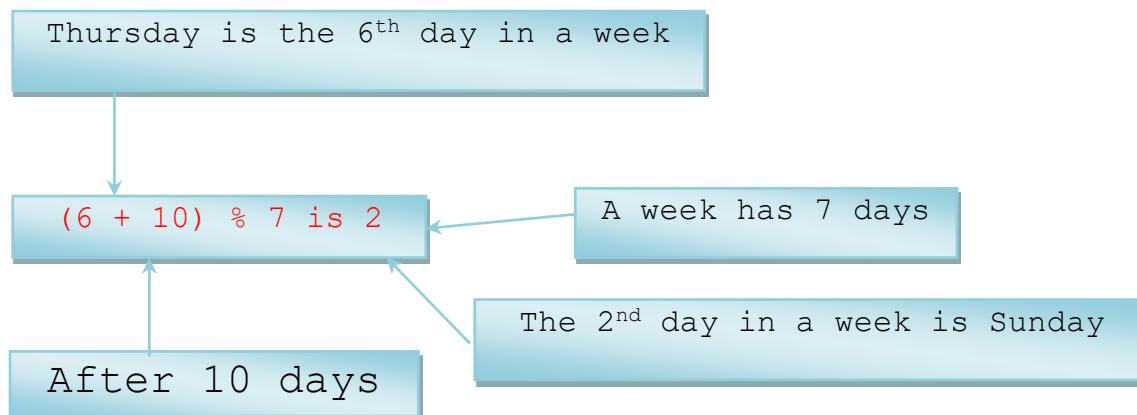 Thursday is the 6th day in a week
(6 + 10) % 7 is 2
A week has 7 days
The 2nd day in a week is Sunday
After 10 days